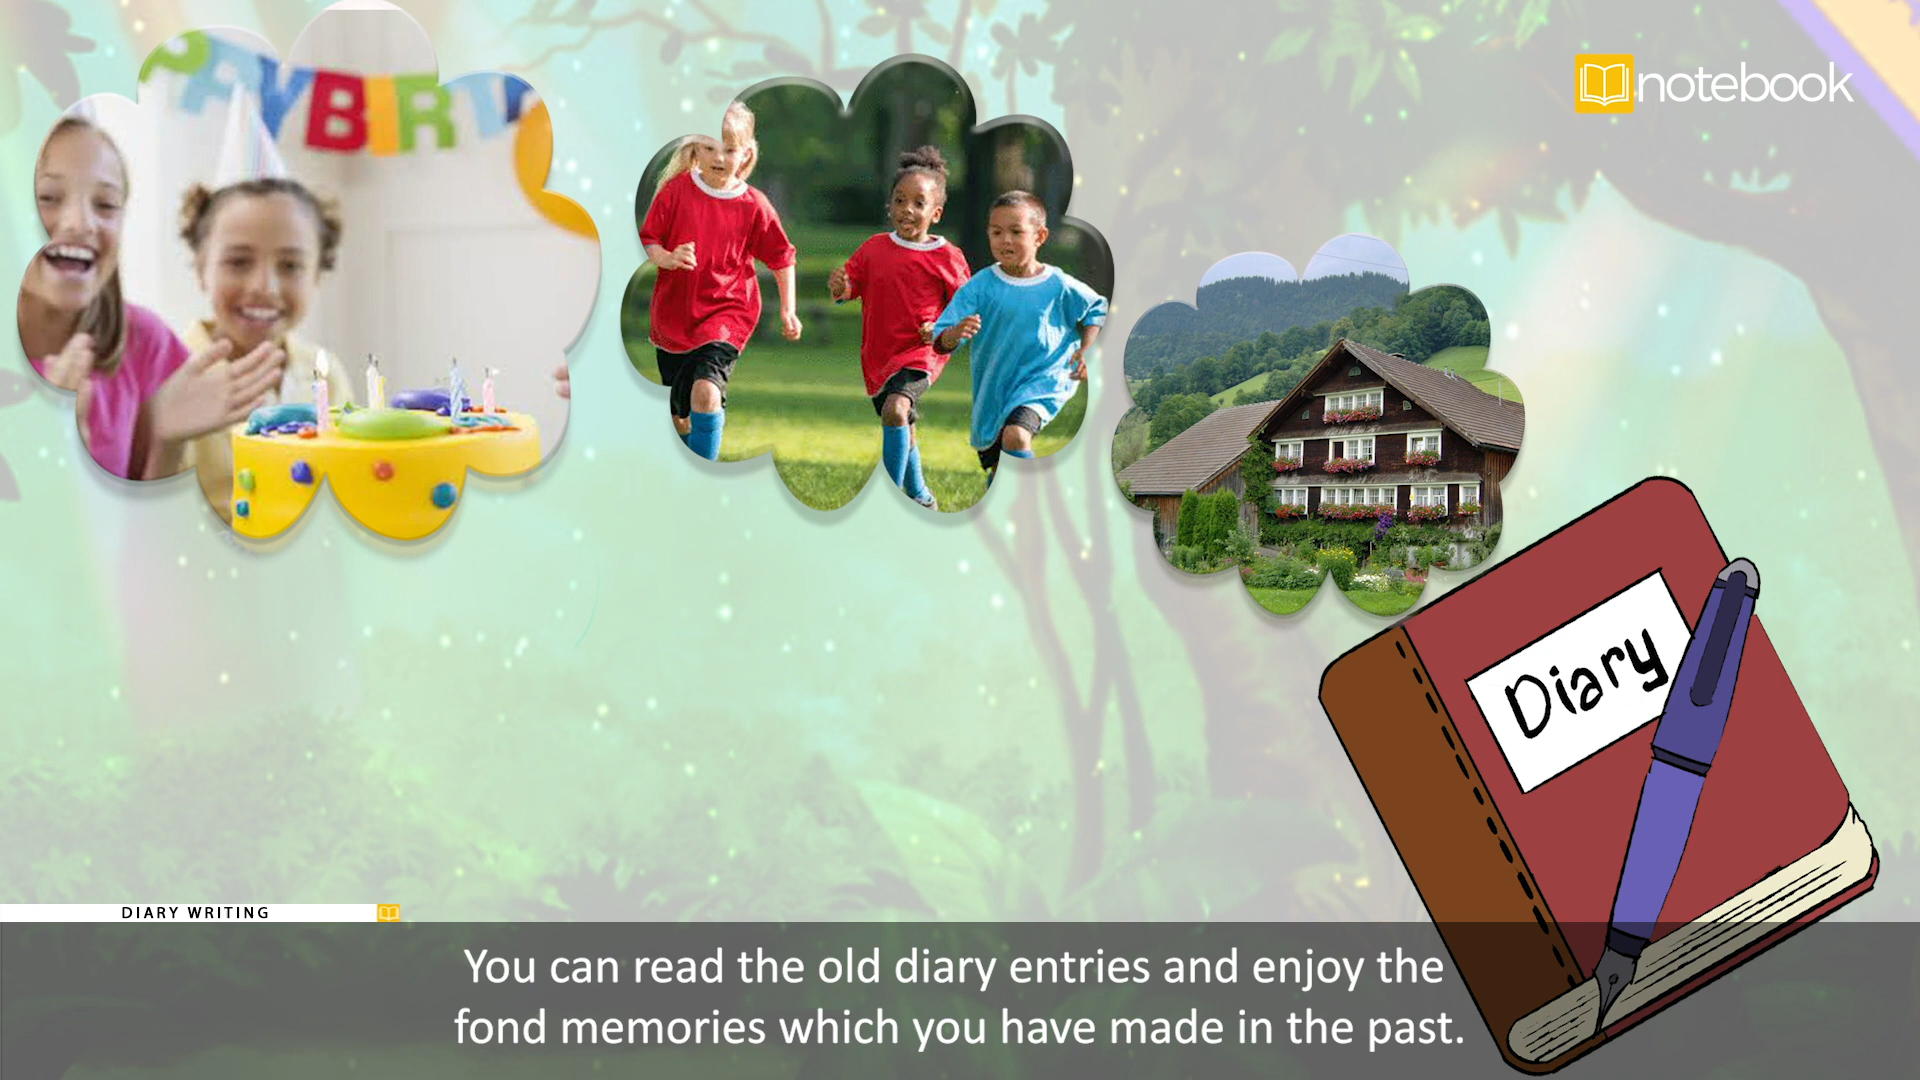 AYBIRT
notebook
Diary
DIARY WRITING
You can read the old diary entries and enjoy the
fond memories which you have made in the past.